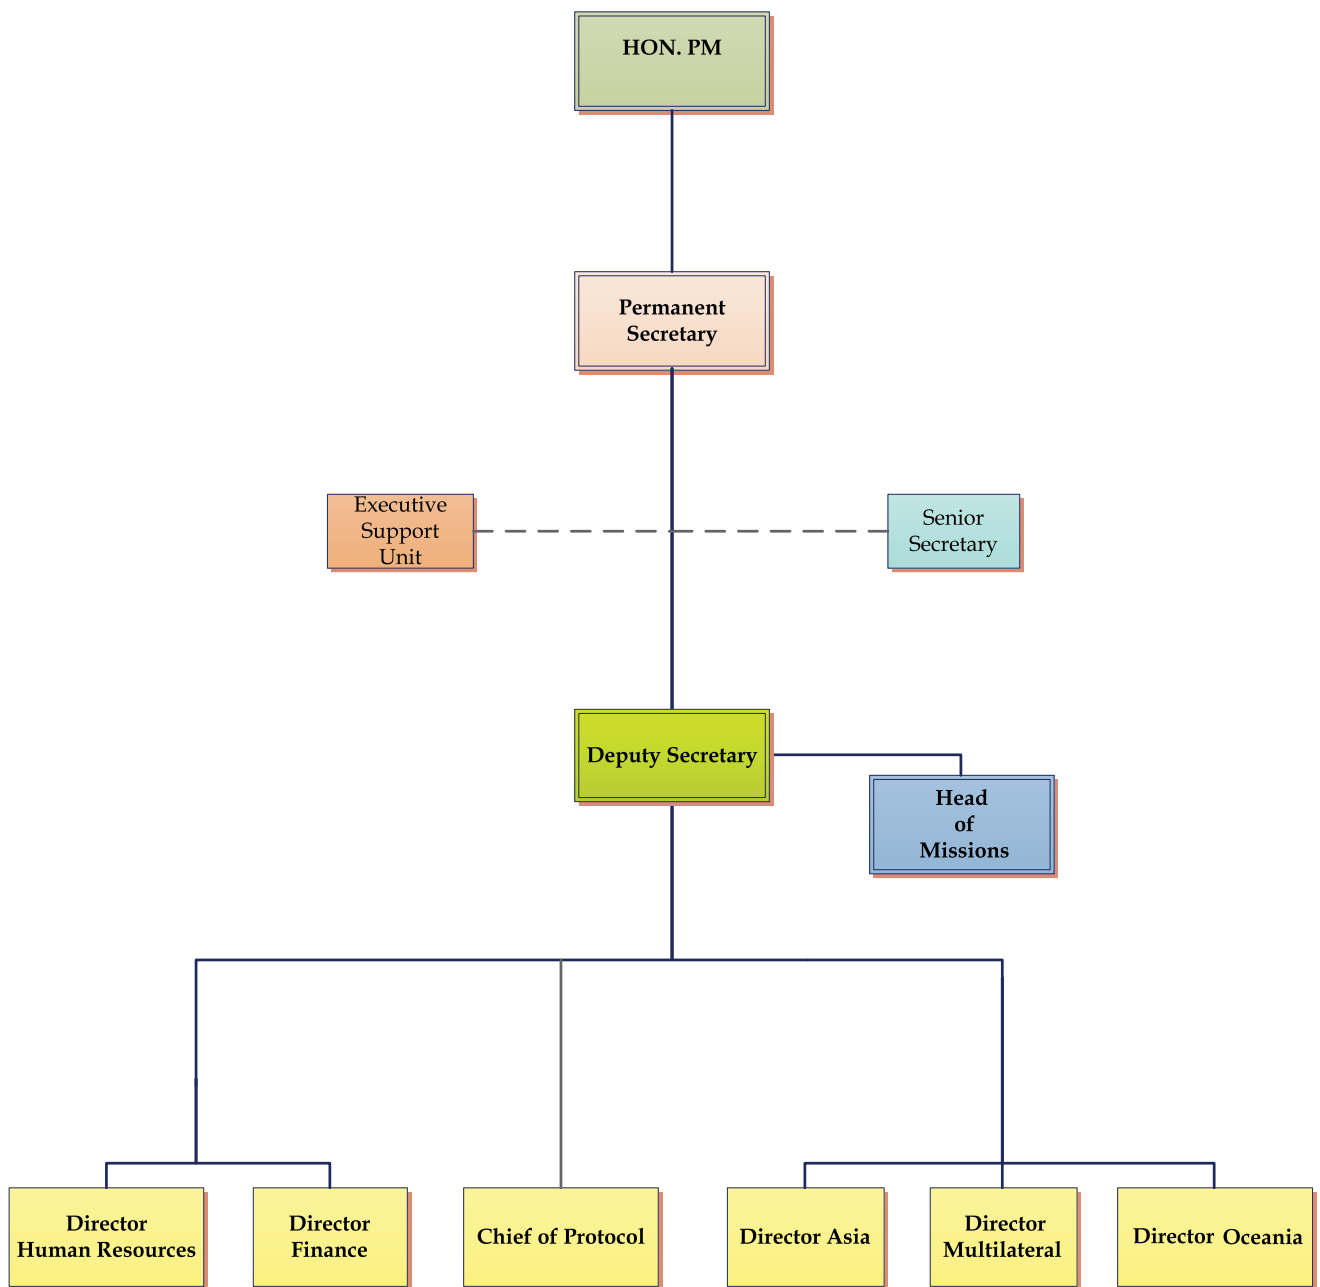 HON. PM
Permanent
Secretary
Executive
Support
Unit
Senior
Secretary
Deputy Secretary
Head
of
Missions
Director
Human Resources
Director
Finance
Chief of Protocol
Director Asia
Director
Multilateral
Director Oceania